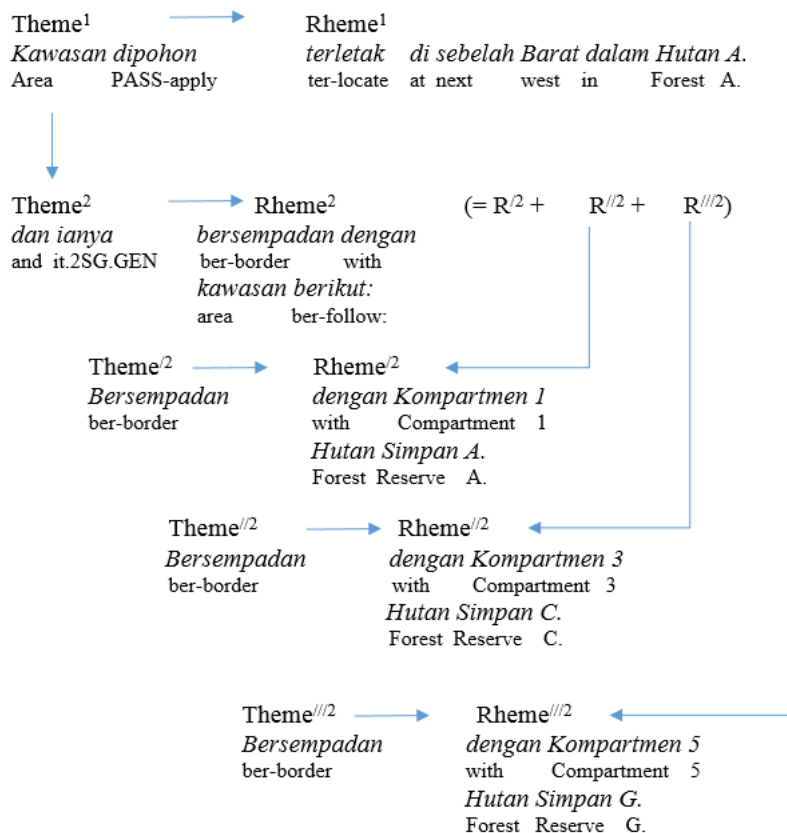 Theme¹ Rheme¹
Kawasan dipohon terletak di sebelah Barat dalam Hutan A.
Area PASS-apply ter-locate at next west in Forest A.
Theme² Rheme² (= R/² + R//² + R///²)
dan ianya bersempadan dengan
and it.2SG.GEN ber-border with
kawasan berikut:
area ber-follow:
Theme/² Rheme/²
Bersempadan dengan Kompartmen 1
ber-border with Compartment 1
Hutan Simpan A.
Forest Reserve A.
Theme//² Rheme//²
Bersempadan dengan Kompartmen 3
ber-border with Compartment 3
Hutan Simpan C.
Forest Reserve C.
Theme///² Rheme///²
Bersempadan dengan Kompartmen 5
ber-border with Compartment 5
Hutan Simpan G.
Forest Reserve G.